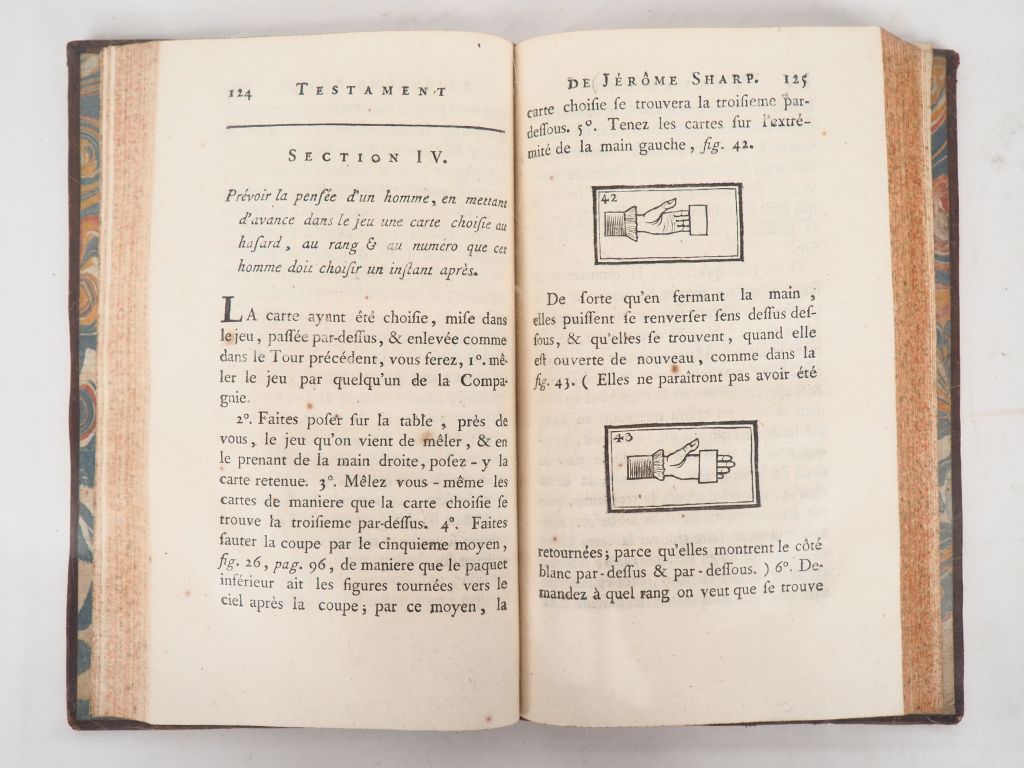 124 TESTAMENT
SECTION IV.
Prévoir la penſée d'un homme, en mettant
d'avance dans le jeu une carte choiſie au
haſard, au rang & au numéro que cet
homme doit choiſir un inſtant après.
LA carte ayant été choiſie, miſe dans
le jeu, paſſée par-deſſus, & enlevée comme
dans le Tour précédent, vous ferez, 1°. mê-
ler le jeu par quelqu'un de la Compa-
gnie.
2°. Faites poſer ſur la table, près de
vous, le jeu qu'on vient de mêler, & en
le prenant de la main droite, poſez-y la
carte retenue. 3°. Mêlez vous-même les
cartes de maniere que la carte choiſie ſe
trouve la troiſieme par-deſſus. 4°. Faites
ſauter la coupe par le cinquieme moyen,
fig. 26, pag. 96, de maniere que le paquet
inférieur ait les figures tournées vers le
ciel après la coupe; par ce moyen, la
DE JÉRÔME SHARP. 125
carte choiſie ſe trouvera la troiſieme par-
deſſous. 5°. Tenez les cartes ſur l'extré-
mité de la main gauche, fig. 42.
42
De ſorte qu'en fermant la main,
elles puiſſent ſe renverſer ſens deſſus deſ-
ſous, & qu'elles ſe trouvent, quand elle
eſt ouverte de nouveau, comme dans la
fig. 43. (Elles ne paraîtront pas avoir été
43
retournées; parce qu'elles montrent le côté
blanc par-deſſus & par-deſſous.) 6°. De-
mandez à quel rang on veut que ſe trouve